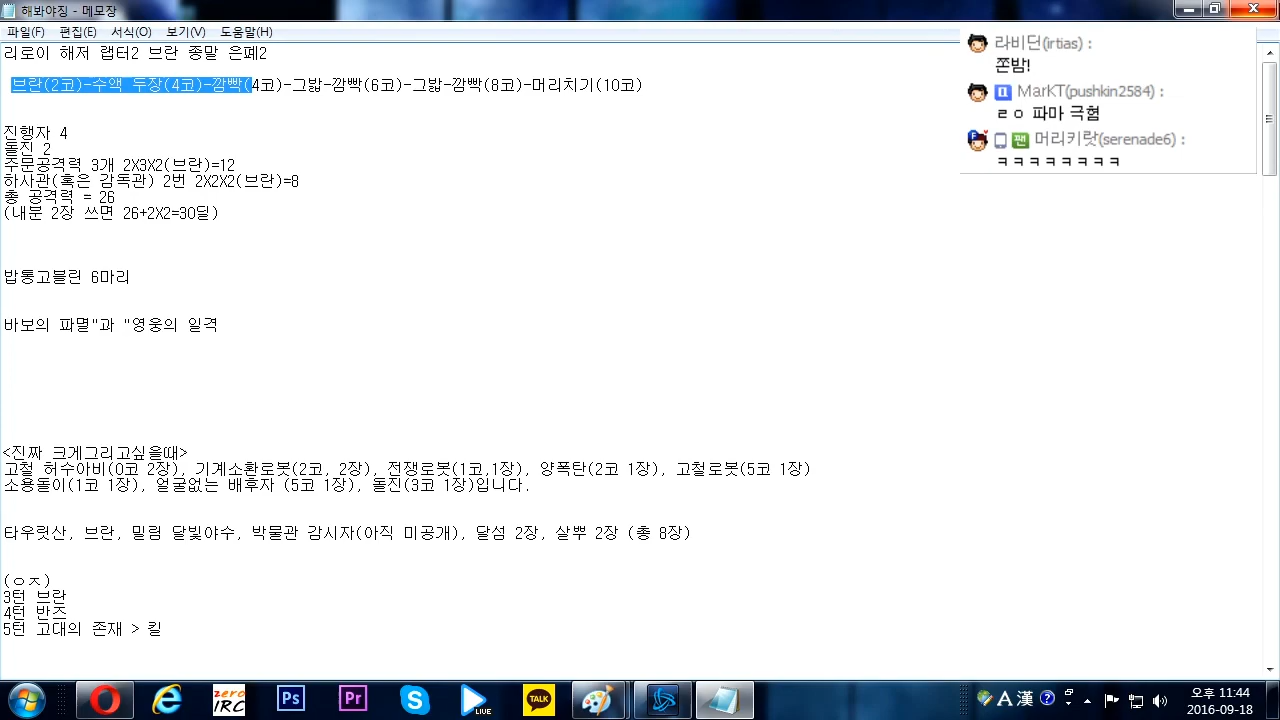 해봐야징 - 메모장
파일(F) 편집(E) 서식(O) 보기(V) 도움말(H)
리로이 해저 랩터2 브란 종말 은폐2
브란(2코)-수액 두장(4코)-깜빡(4코)-그밟-깜빡(6코)-그밟-깜빡(8코)-머리치기(10코)
진행자 4
돌진 2
주문공격력 3개 2X3X2(브란)=12
하사관(혹은 감독관) 2번 2X2X2(브란)=8
총 공격력 = 26
(내분 2장 쓰면 26+2X2=30딜)
밥통고블린 6마리
바보의 파멸"과 "영웅의 일격
<진짜 크게그리고싶을때>
고철 허수아비(0코 2장), 기계소환로봇(2코, 2장), 전쟁로봇(1코,1장), 양폭탄(2코 1장), 고철로봇(5코 1장)
소용돌이(1코 1장), 얼굴없는 배후자 (5코 1장), 돌진(3코 1장)입니다.
타우릿산, 브란, 밀림 달빛야수, 박물관 감시자(아직 미공개), 달섬 2장, 살뿌 2장 (총 8장)
(ㅇㅈ)
3턴 브란
4턴 반즈
5턴 고대의 존재 > 킬
라비던(irtias) :
쫀밤!
MarKT(pushkin2584) :
ㄹㅇ 파마 극혐
팬 머리키랏(serenade6) :
ㅋㅋㅋㅋㅋㅋㅋㅋ
zero IRC
Ps
Pr
S
LIVE
TALK
A 漢
오후 11:44
2016-09-18